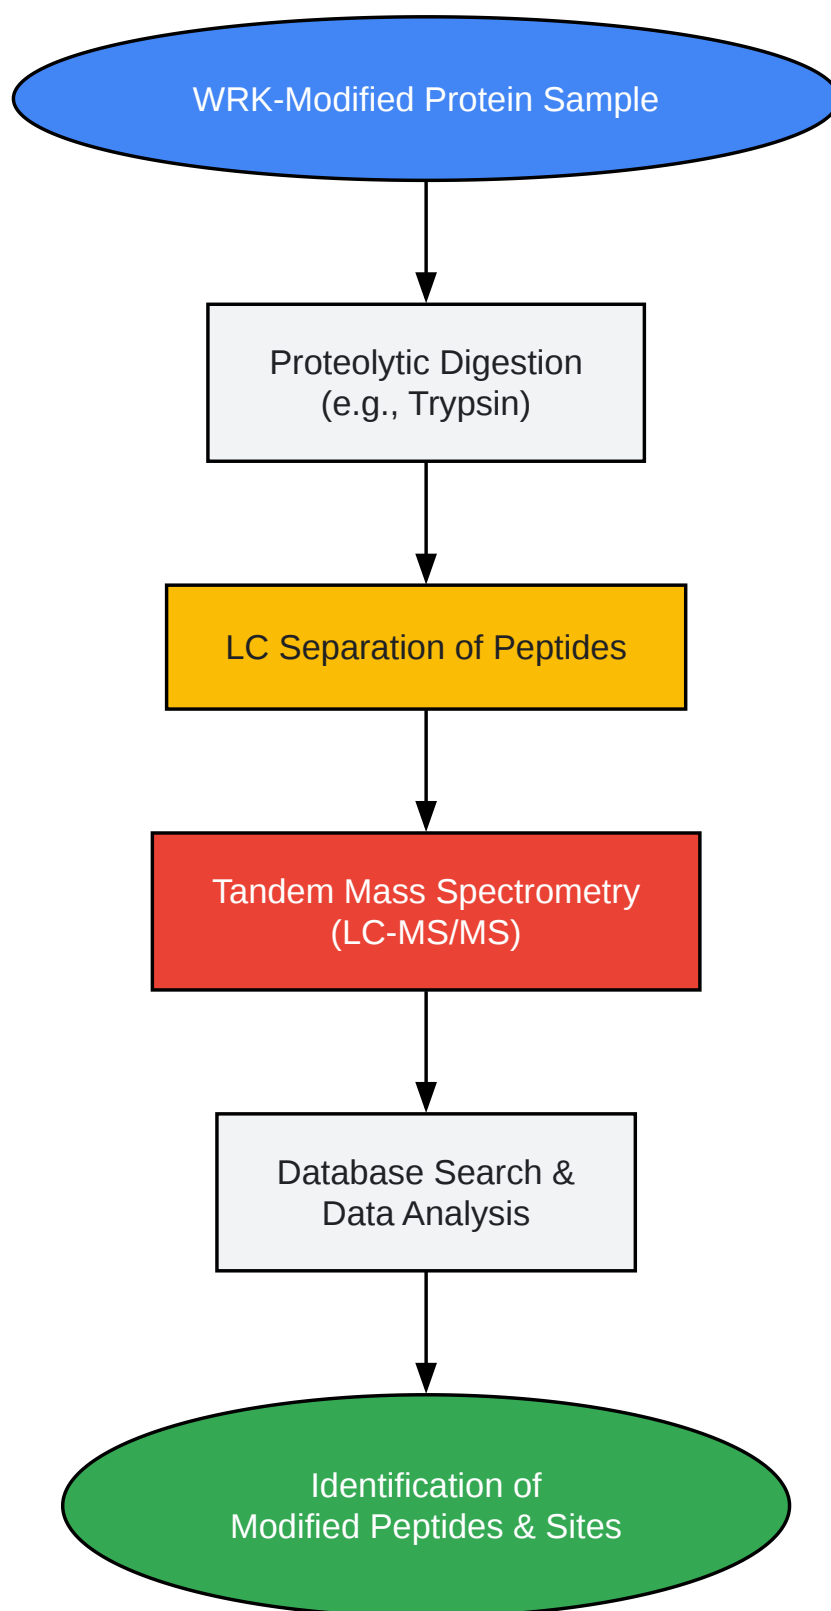 WRK-Modified Protein Sample
Proteolytic Digestion
(e.g., Trypsin)
LC Separation of Peptides
Tandem Mass Spectrometry
(LC-MS/MS)
Database Search &
Data Analysis
Identification of
Modified Peptides & Sites